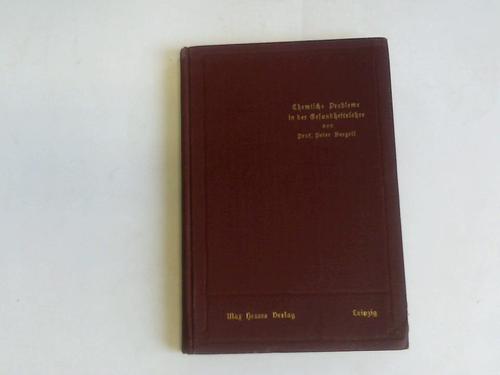 Chemische Probleme
in der Gesundheitslehre
von
Prof. Peter Bergell
Max Hesses Verlag Leipzig